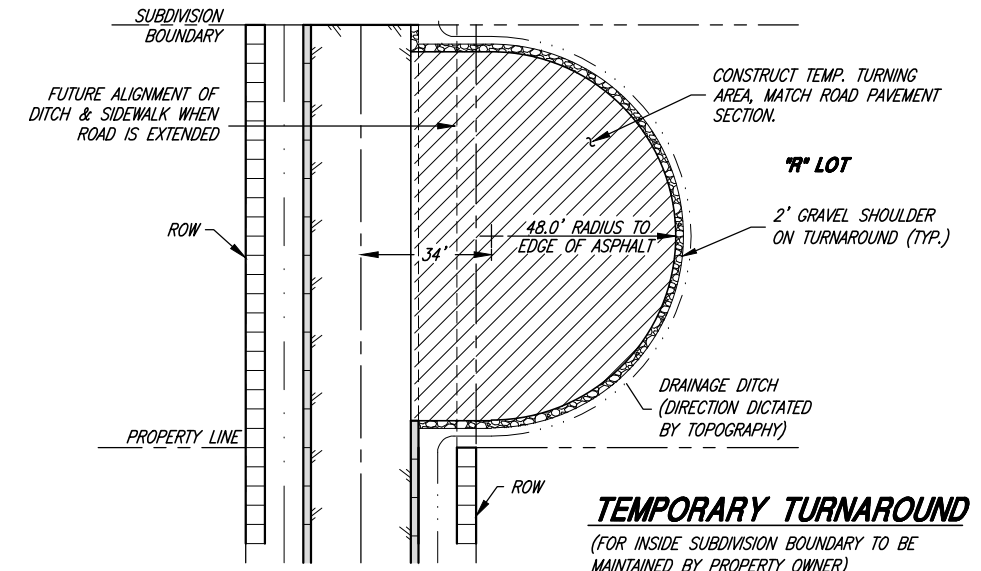 SUBDIVISION
BOUNDARY
FUTURE ALIGNMENT OF
DITCH & SIDEWALK WHEN
ROAD IS EXTENDED
CONSTRUCT TEMP. TURNING
AREA, MATCH ROAD PAVEMENT
SECTION.
"R" LOT
ROW
48.0' RADIUS TO
EDGE OF ASPHALT
34'
2' GRAVEL SHOULDER
ON TURNAROUND (TYP.)
DRAINAGE DITCH
(DIRECTION DICTATED
BY TOPOGRAPHY)
PROPERTY LINE
ROW
TEMPORARY TURNAROUND
(FOR INSIDE SUBDIVISION BOUNDARY TO BE
MAINTAINED BY PROPERTY OWNER)